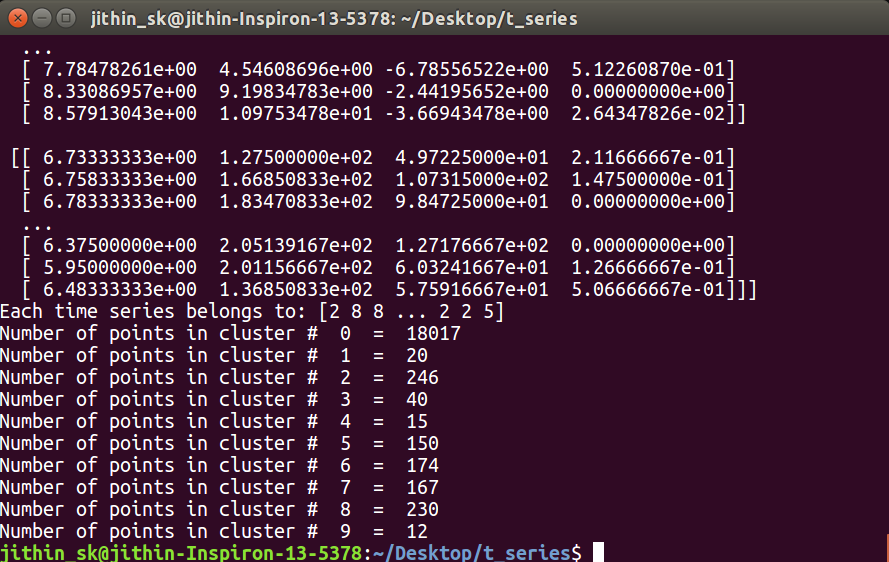 jithin_sk@jithin-Inspiron-13-5378: ~/Desktop/t_series
...
[ 7.78478261e+00 4.54608696e+00 -6.78556522e+00 5.12260870e-01]
[ 8.33086957e+00 9.19834783e+00 -2.44195652e+00 0.00000000e+00]
[ 8.57913043e+00 1.09753478e+01 -3.66943478e+00 2.64347826e-02]]
[[ 6.73333333e+00 1.27500000e+02 4.97225000e+01 2.11666667e-01]
[ 6.75833333e+00 1.66850833e+02 1.07315000e+02 1.47500000e-01]
[ 6.78333333e+00 1.83470833e+02 9.84725000e+01 0.00000000e+00]
...
[ 6.37500000e+00 2.05139167e+02 1.27176667e+02 0.00000000e+00]
[ 5.95000000e+00 2.01156667e+02 6.03241667e+01 1.26666667e-01]
[ 6.48333333e+00 1.36850833e+02 5.75916667e+01 5.06666667e-01]]]
Each time series belongs to: [2 8 8 ... 2 2 5]
Number of points in cluster # 0 = 18017
Number of points in cluster # 1 = 20
Number of points in cluster # 2 = 246
Number of points in cluster # 3 = 40
Number of points in cluster # 4 = 15
Number of points in cluster # 5 = 150
Number of points in cluster # 6 = 174
Number of points in cluster # 7 = 167
Number of points in cluster # 8 = 230
Number of points in cluster # 9 = 12
jithin_sk@jithin-Inspiron-13-5378:~/Desktop/t_series$